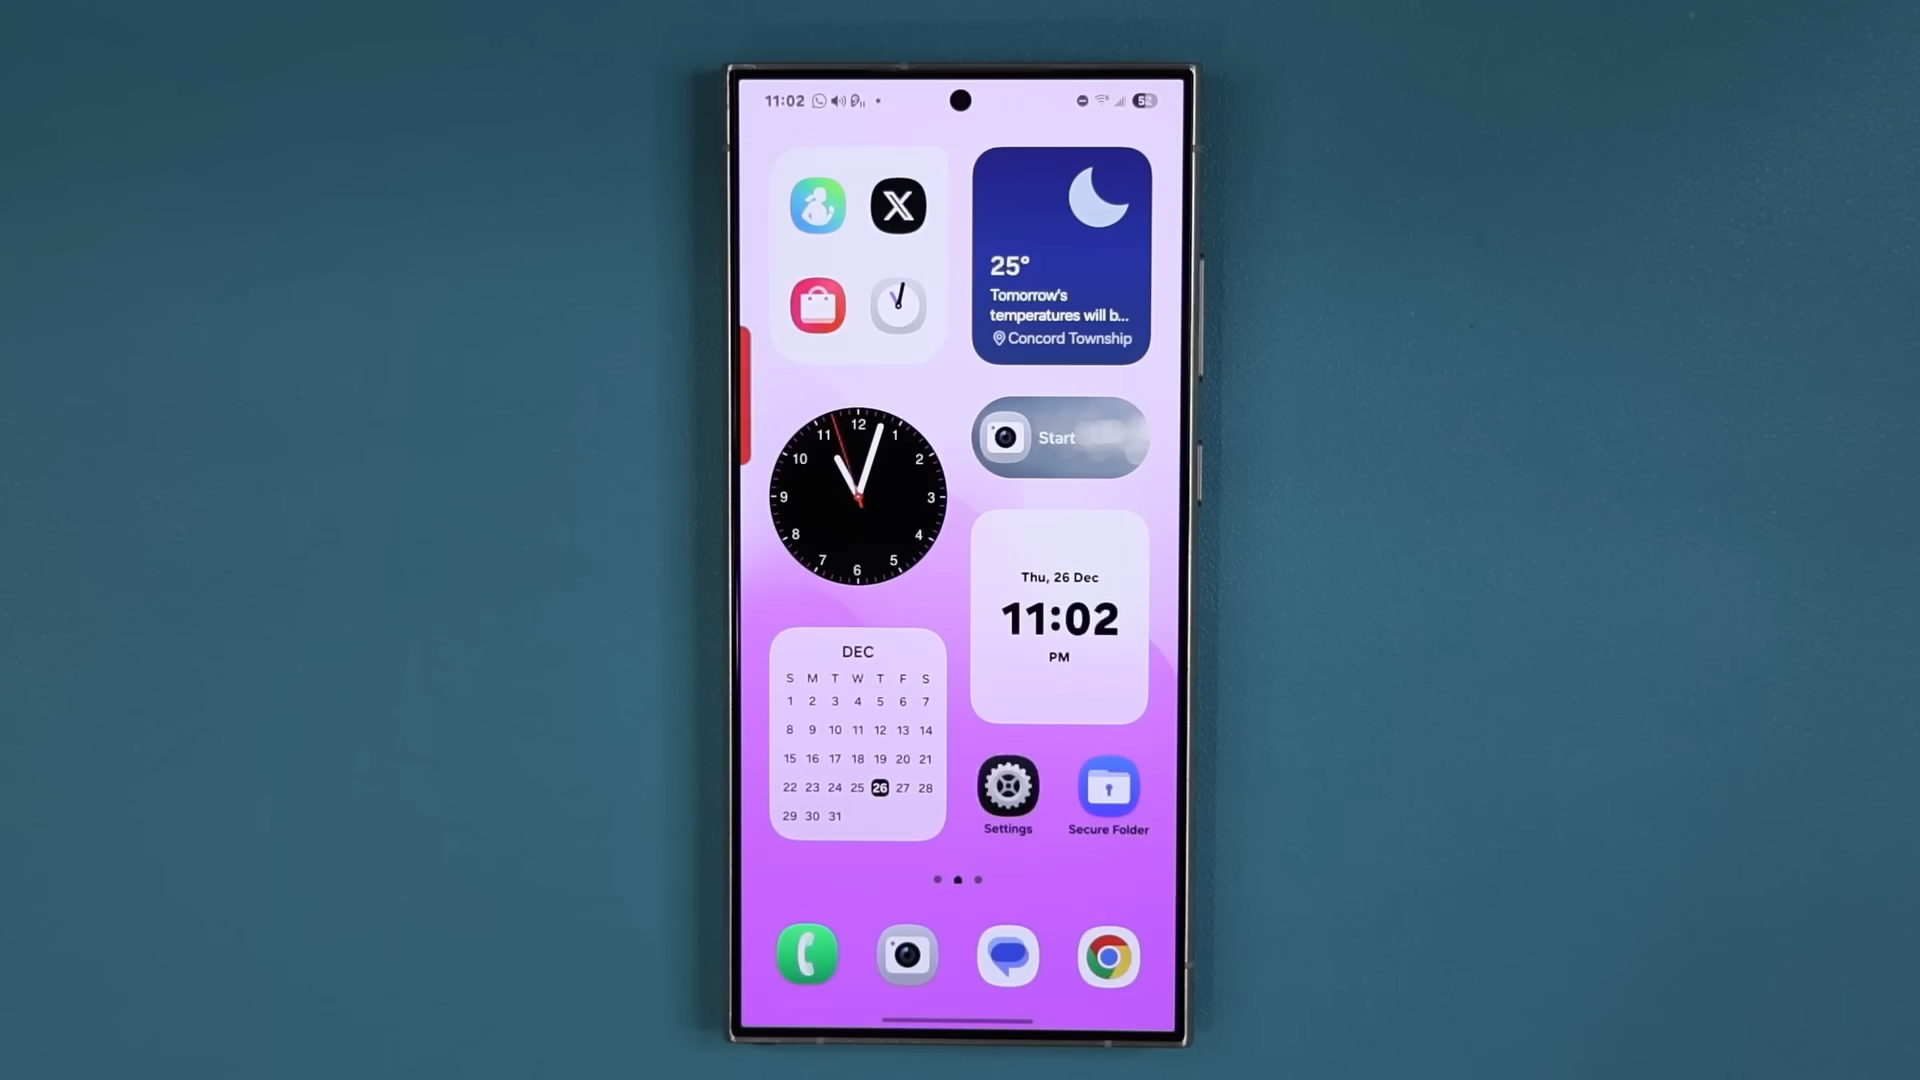 11:02
52
25°
Tomorrow's
temperatures will b...
Concord Township
12
1
2
3
4
5
6
7
8
9
10
11
Start
Thu, 26 Dec
11:02
PM
DEC
S M T W T F S
1 2 3 4 5 6 7
8 9 10 11 12 13 14
15 16 17 18 19 20 21
22 23 24 25 26 27 28
29 30 31
Settings
Secure Folder